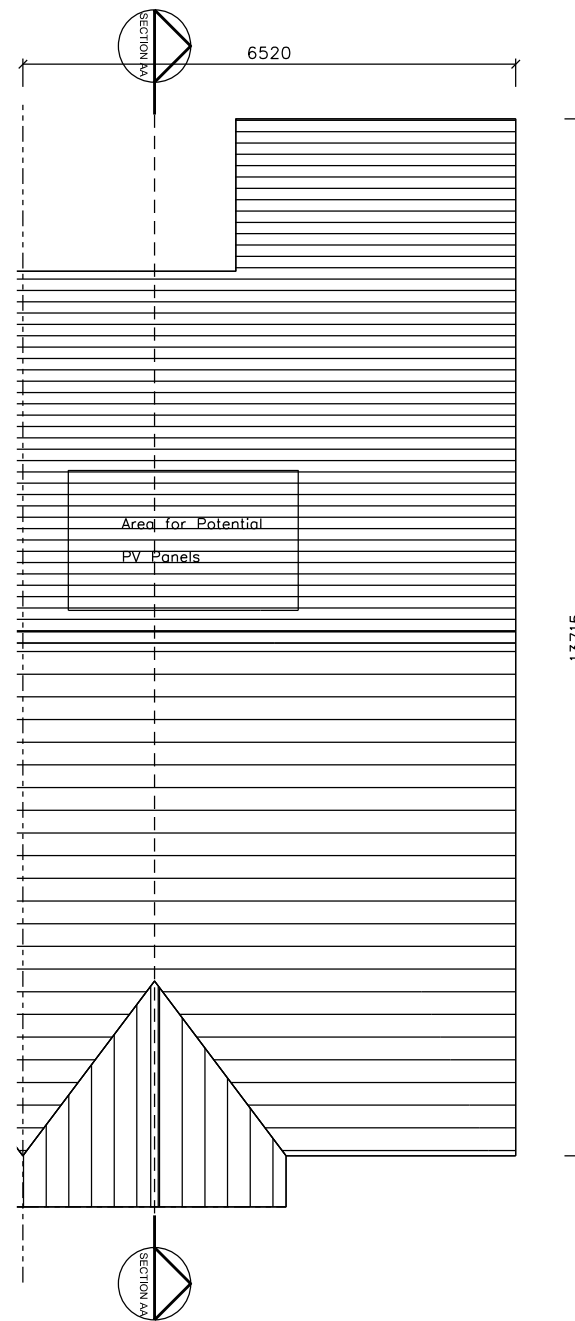 SECTION AA
6520
Area for Potential
PV Panels
13715
SECTION AA